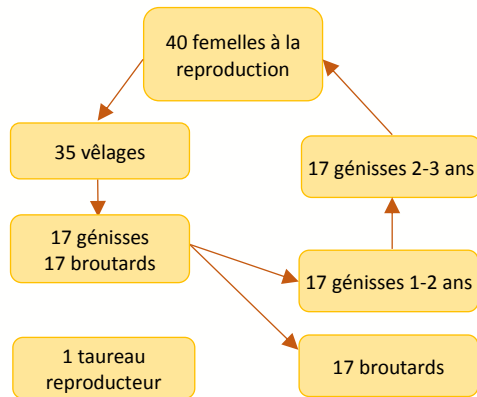 40 femelles à la
reproduction
35 vêlages
17 génisses 2-3 ans
17 génisses
17 broutards
17 génisses 1-2 ans
1 taureau
reproducteur
17 broutards